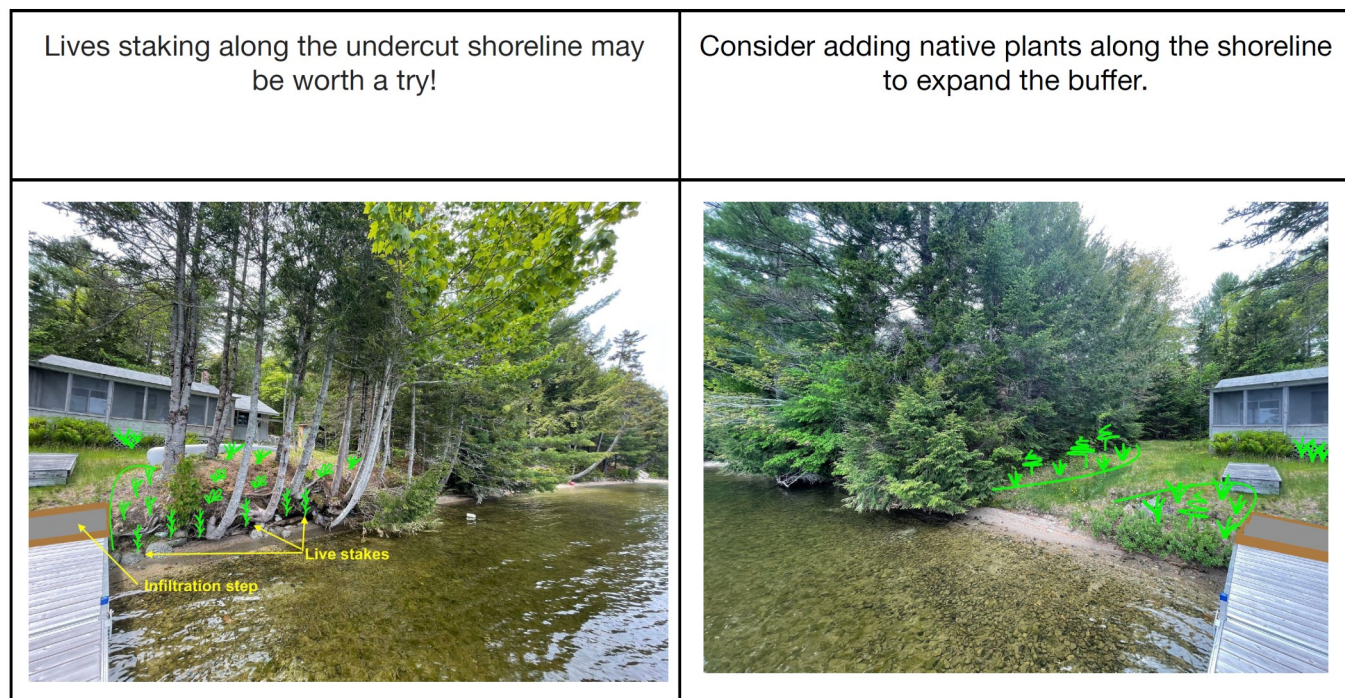 Lives staking along the undercut shoreline may
be worth a try!
Consider adding native plants along the shoreline
to expand the buffer.
Live stakes
Infiltration step